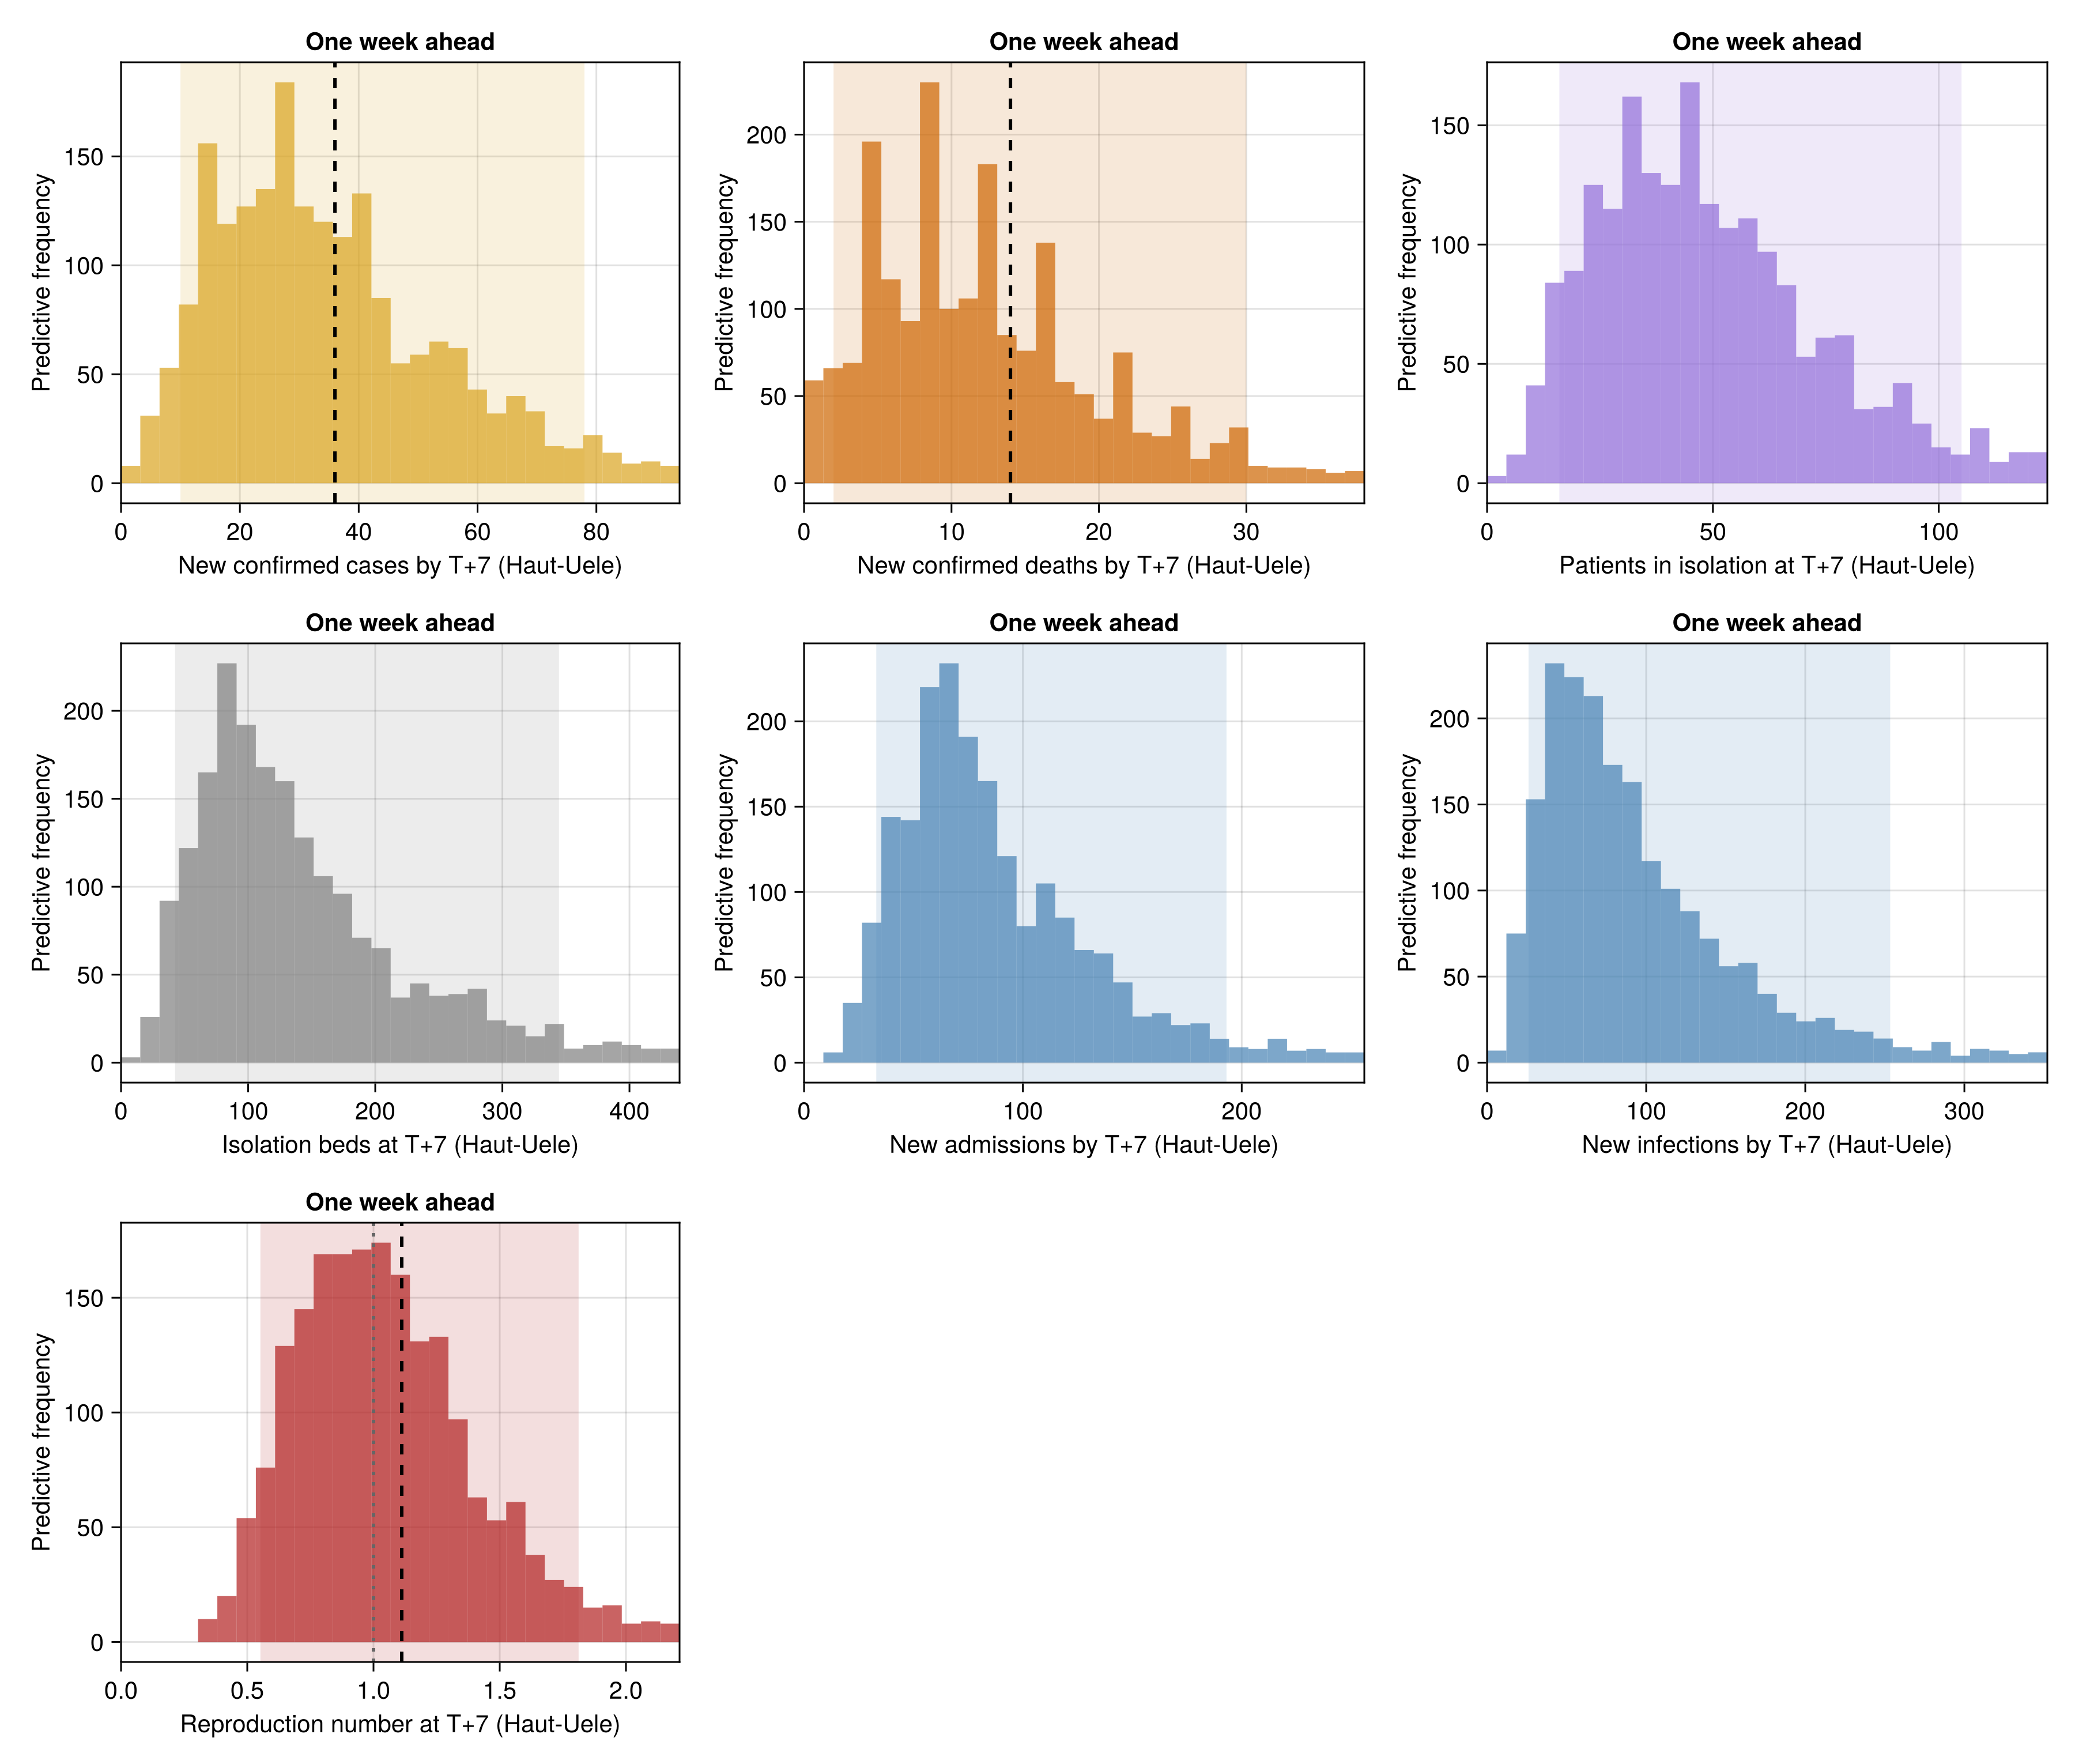 One week ahead
One week ahead
One week ahead
Predictive frequency
150
100
50
0
0 20 40 60 80
New confirmed cases by T+7 (Haut-Uele)
Predictive frequency
200
150
100
50
0
0 10 20 30
New confirmed deaths by T+7 (Haut-Uele)
Predictive frequency
150
100
50
0
0 50 100
Patients in isolation at T+7 (Haut-Uele)
One week ahead
One week ahead
One week ahead
Predictive frequency
200
150
100
50
0
0 100 200 300 400
Isolation beds at T+7 (Haut-Uele)
Predictive frequency
200
150
100
50
0
0 100 200
New admissions by T+7 (Haut-Uele)
Predictive frequency
200
150
100
50
0
0 100 200 300
New infections by T+7 (Haut-Uele)
One week ahead
Predictive frequency
150
100
50
0
0.0 0.5 1.0 1.5 2.0
Reproduction number at T+7 (Haut-Uele)